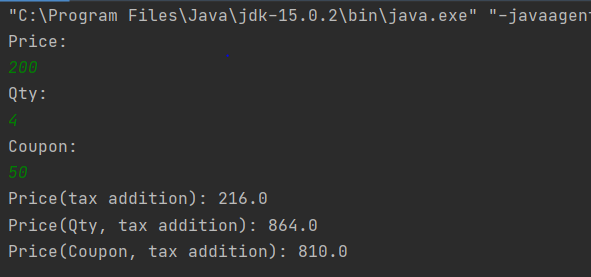 "C:\Program Files\Java\jdk-15.0.2\bin\java.exe" "-javaagen
Price:
200
Qty:
4
Coupon:
50
Price(tax addition): 216.0
Price(Qty, tax addition): 864.0
Price(Coupon, tax addition): 810.0